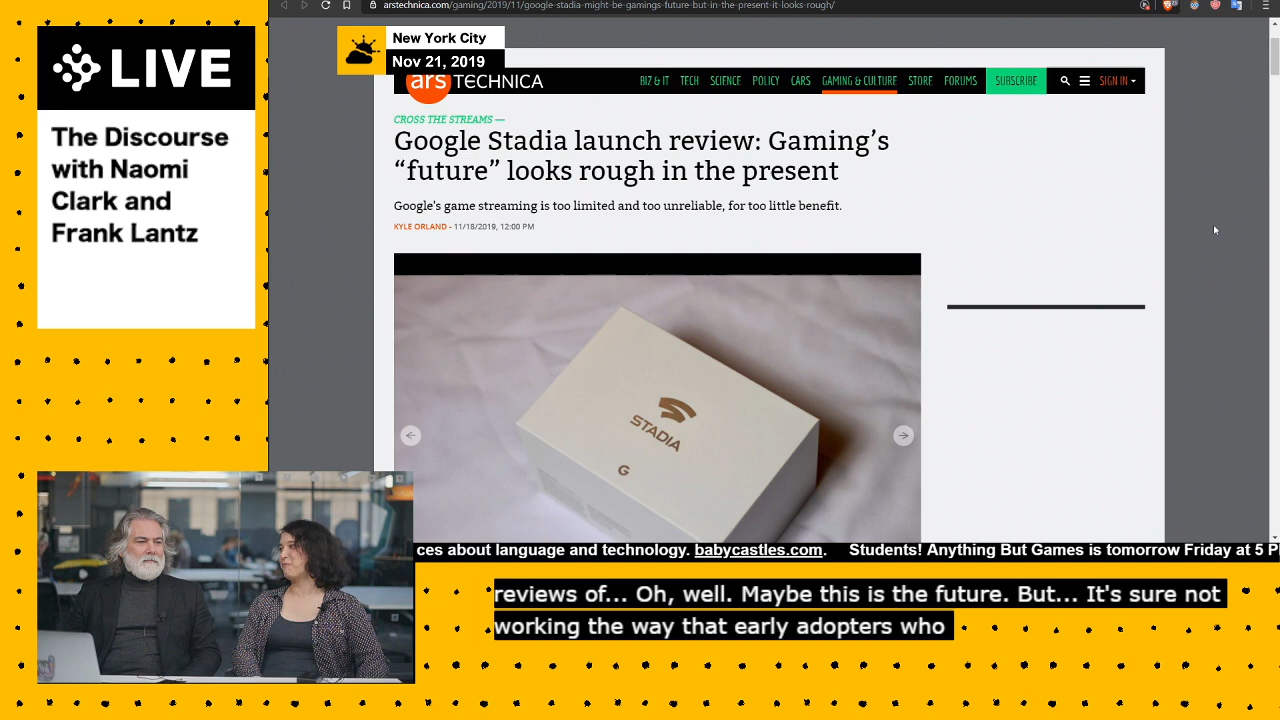 arstechnica.com/gaming/2019/11/google-stadia-might-be-gamings-future-but-in-the-present-it-looks-rough/
LIVE
The Discourse
with Naomi
Clark and
Frank Lantz
New York City
Nov 21, 2019
ars TECHNICA
BIZ & IT TECH SCIENCE POLICY CARS GAMING & CULTURE STORE FORUMS SUBSCRIBE SIGN IN
CROSS THE STREAMS —
Google Stadia launch review: Gaming's
“future” looks rough in the present
Google's game streaming is too limited and too unreliable, for too little benefit.
KYLE ORLAND - 11/18/2019, 12:00 PM
STADIA
G
ces about language and technology. babycastles.com. Students! Anything But Games is tomorrow Friday at 5 P
reviews of... Oh, well. Maybe this is the future. But... It's sure not
working the way that early adopters who